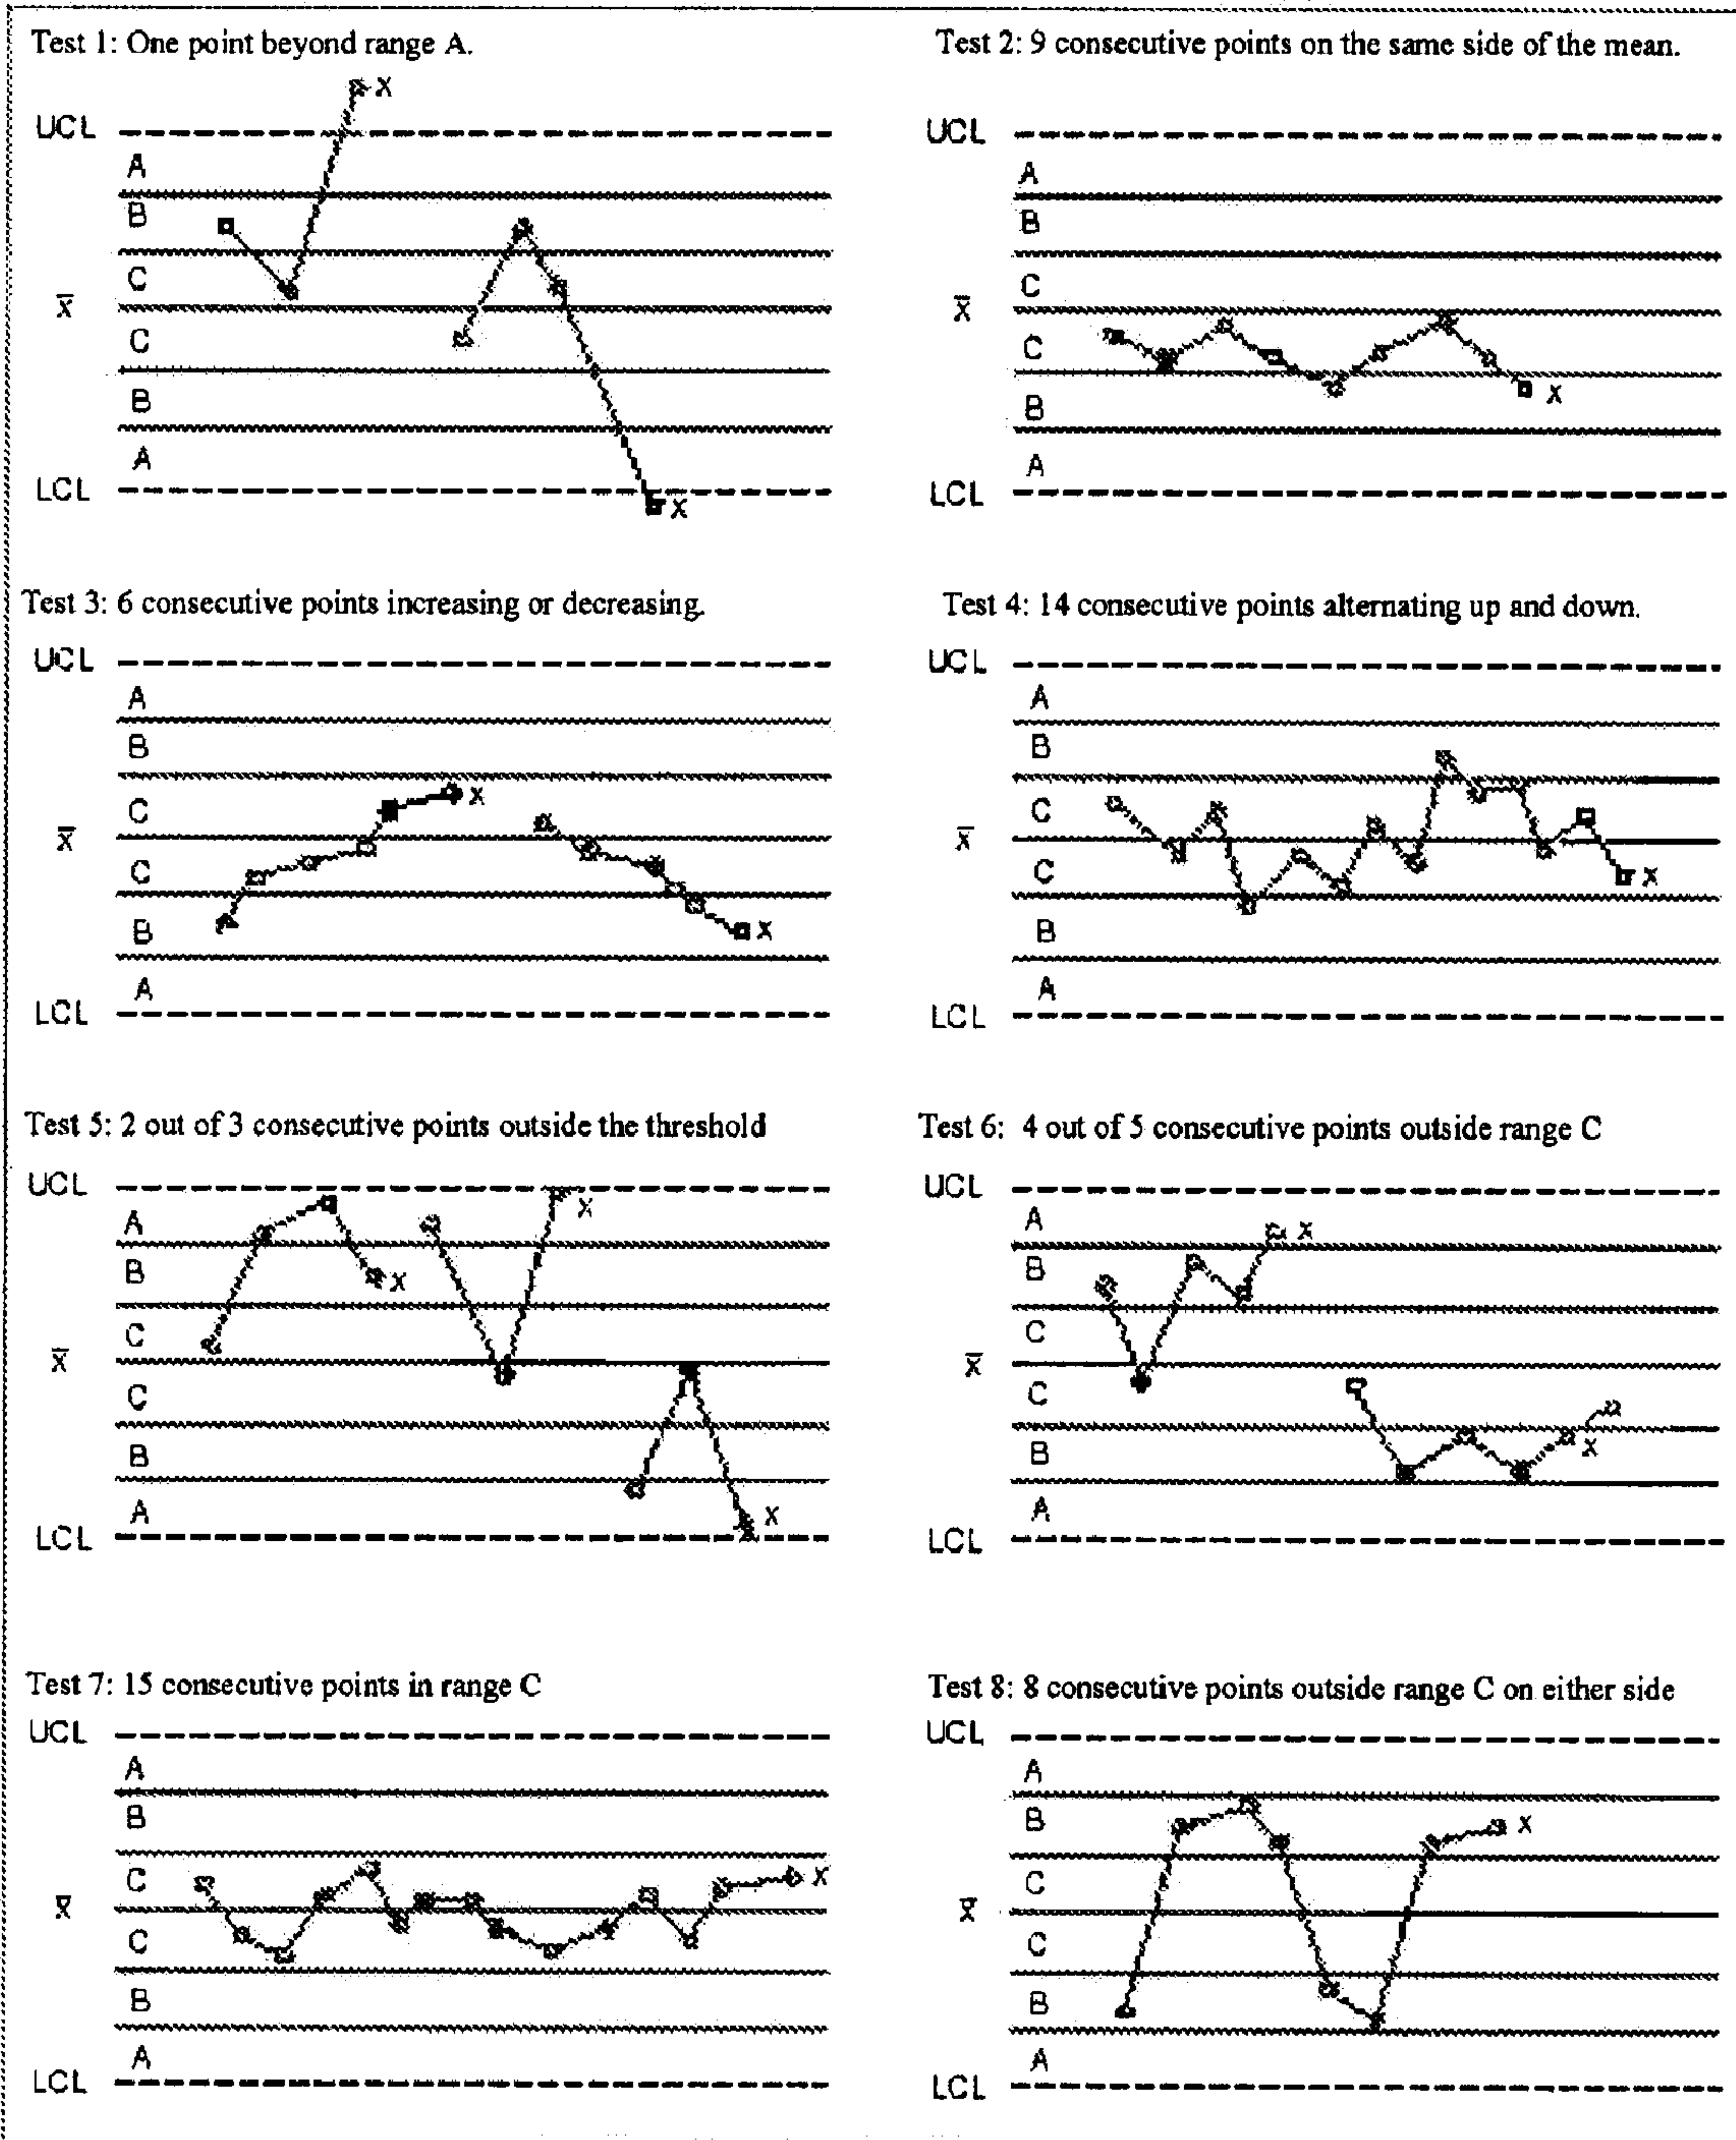 Test 1: One point beyond range A.
UCL
A
B
C
x̄
C
B
A
LCL
x
x
Test 2: 9 consecutive points on the same side of the mean.
UCL
A
B
C
x̄
C
B
A
LCL
x
Test 3: 6 consecutive points increasing or decreasing.
UCL
A
B
C
x̄
C
B
A
LCL
x
x
Test 4: 14 consecutive points alternating up and down.
UCL
A
B
C
x̄
C
B
A
LCL
x
Test 5: 2 out of 3 consecutive points outside the threshold
UCL
A
B
C
x̄
C
B
A
LCL
x
x
x
Test 6: 4 out of 5 consecutive points outside range C
UCL
A
B
C
x̄
C
B
A
LCL
x
x
Test 7: 15 consecutive points in range C
UCL
A
B
C
x̄
C
B
A
LCL
x
Test 8: 8 consecutive points outside range C on either side
UCL
A
B
C
x̄
C
B
A
LCL
x